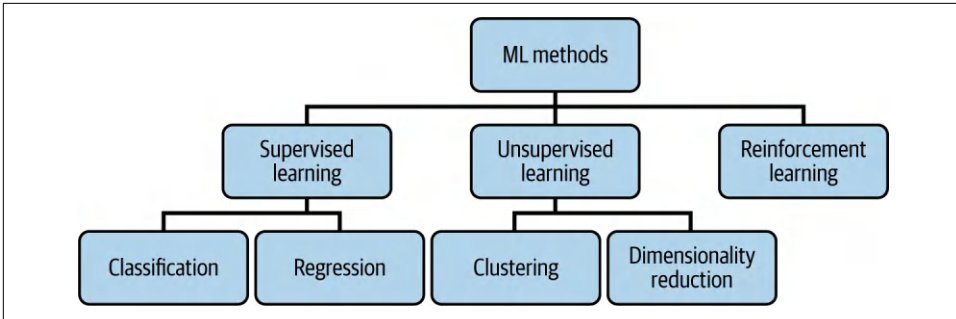 ML methods
Supervised
learning
Unsupervised
learning
Reinforcement
learning
Classification
Regression
Clustering
Dimensionality
reduction